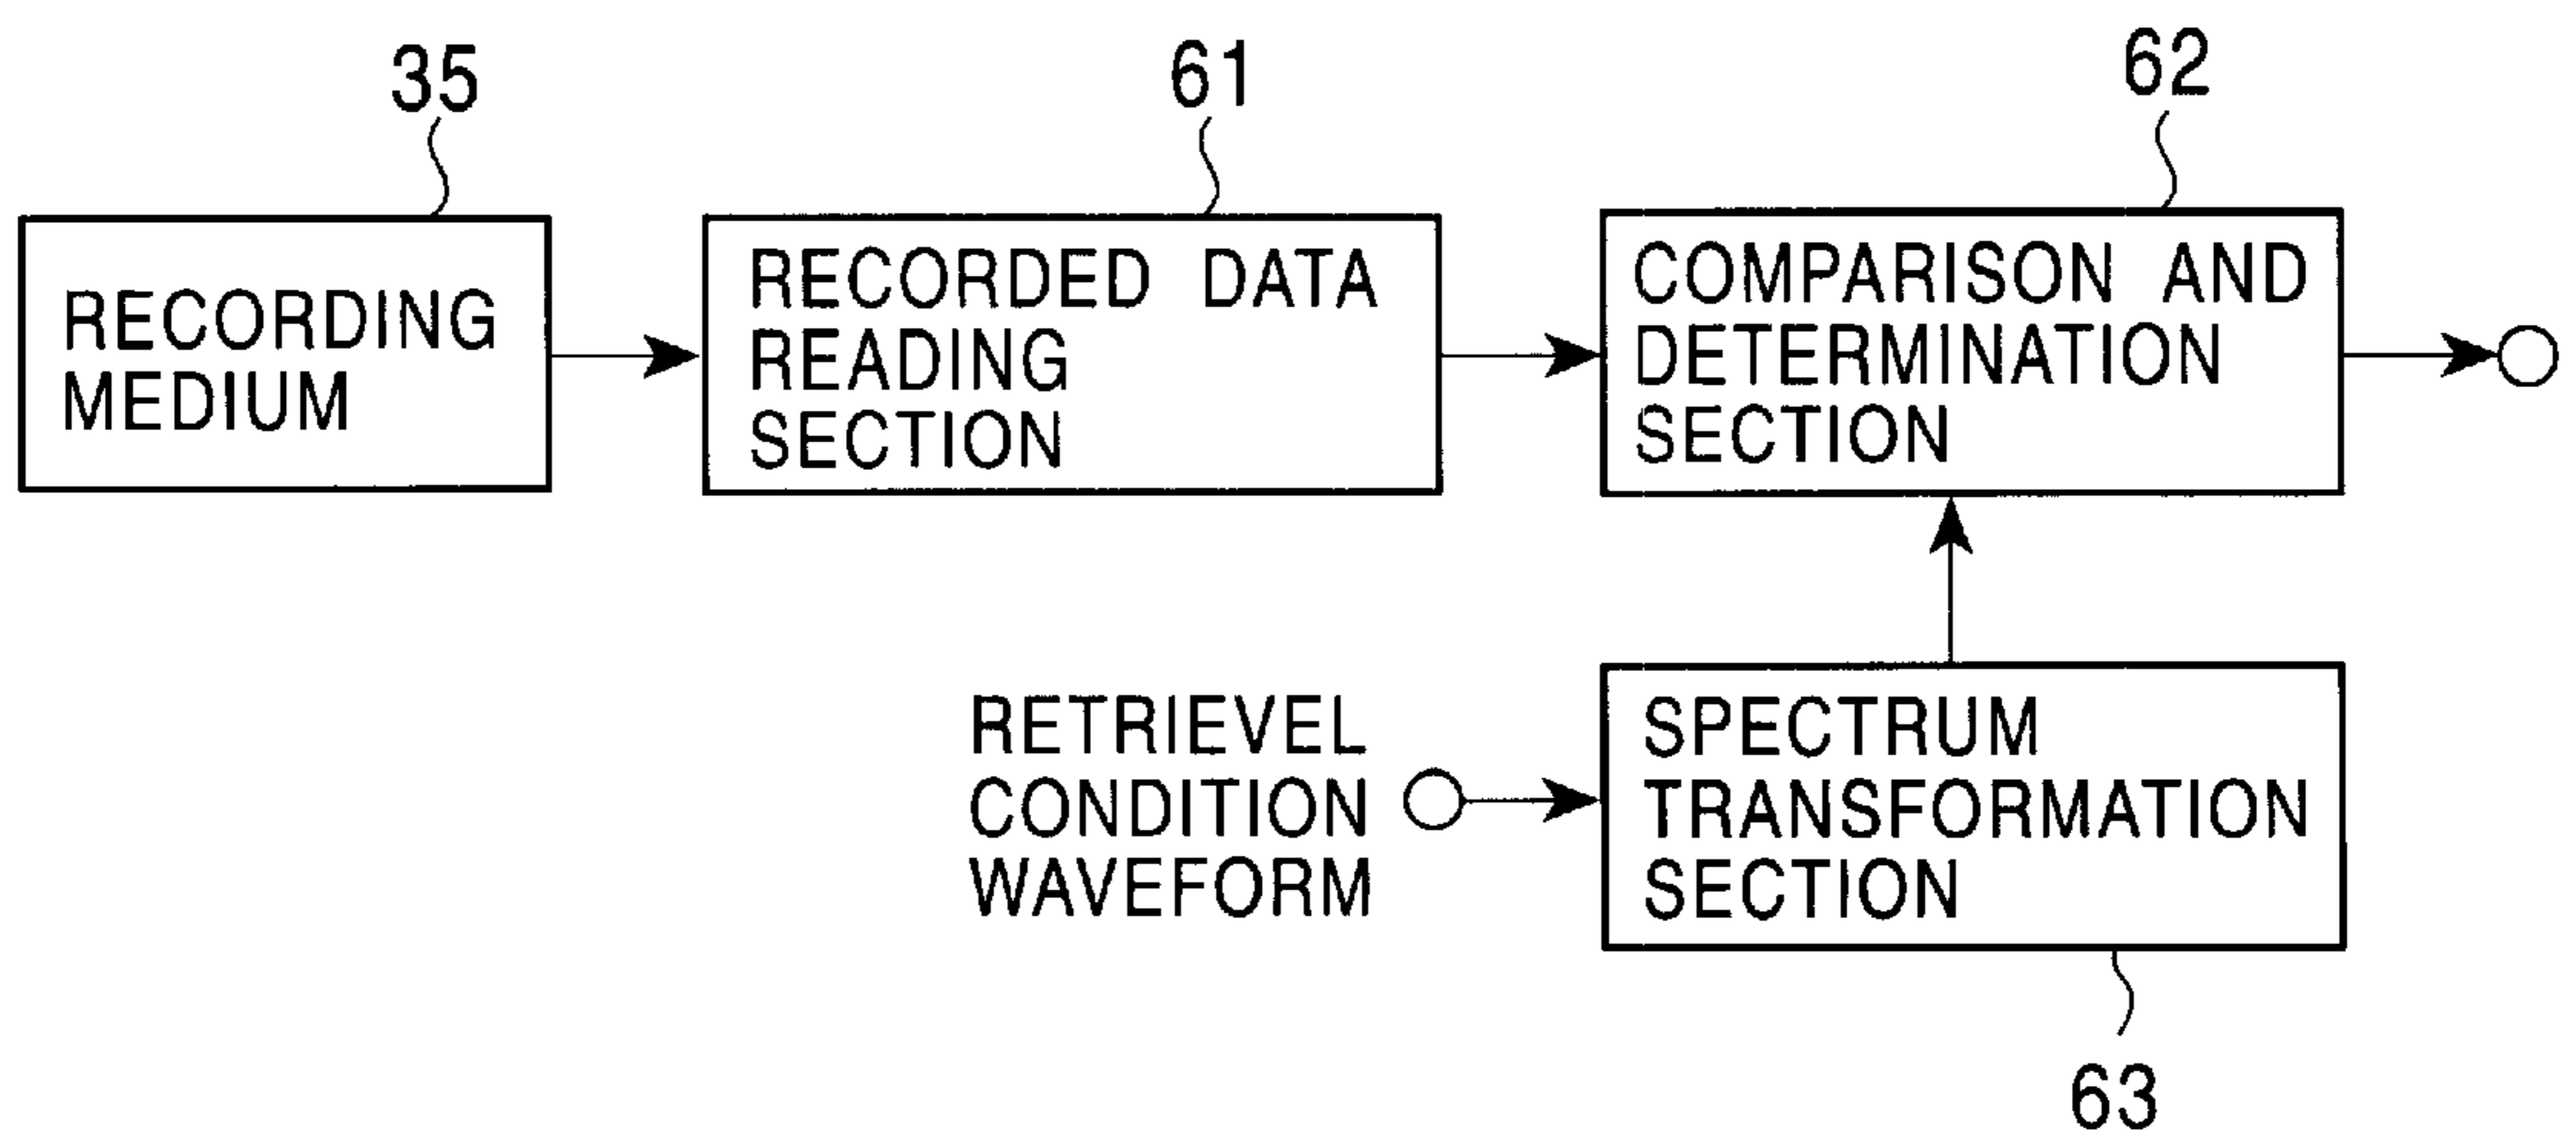 35
61
62
RECORDING
MEDIUM
RECORDED DATA
READING
SECTION
COMPARISON AND
DETERMINATION
SECTION
RETRIEVEL
CONDITION
WAVEFORM
SPECTRUM
TRANSFORMATION
SECTION
63